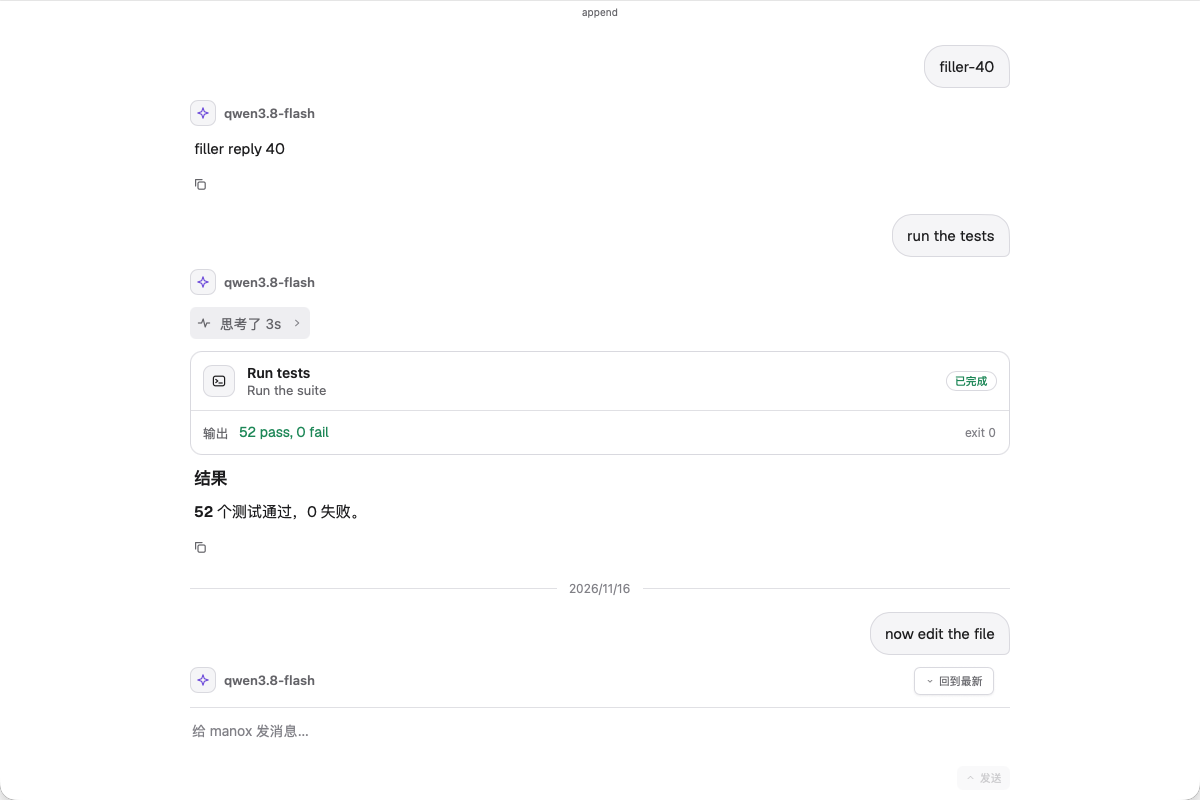 append
filler-40
qwen3.8-flash
filler reply 40
run the tests
qwen3.8-flash
思考了 3s
Run tests
Run the suite
已完成
输出 52 pass, 0 fail
exit 0
结果
52 个测试通过，0 失败。
2026/11/16
now edit the file
qwen3.8-flash
回到最新
给 manox 发消息...
发送